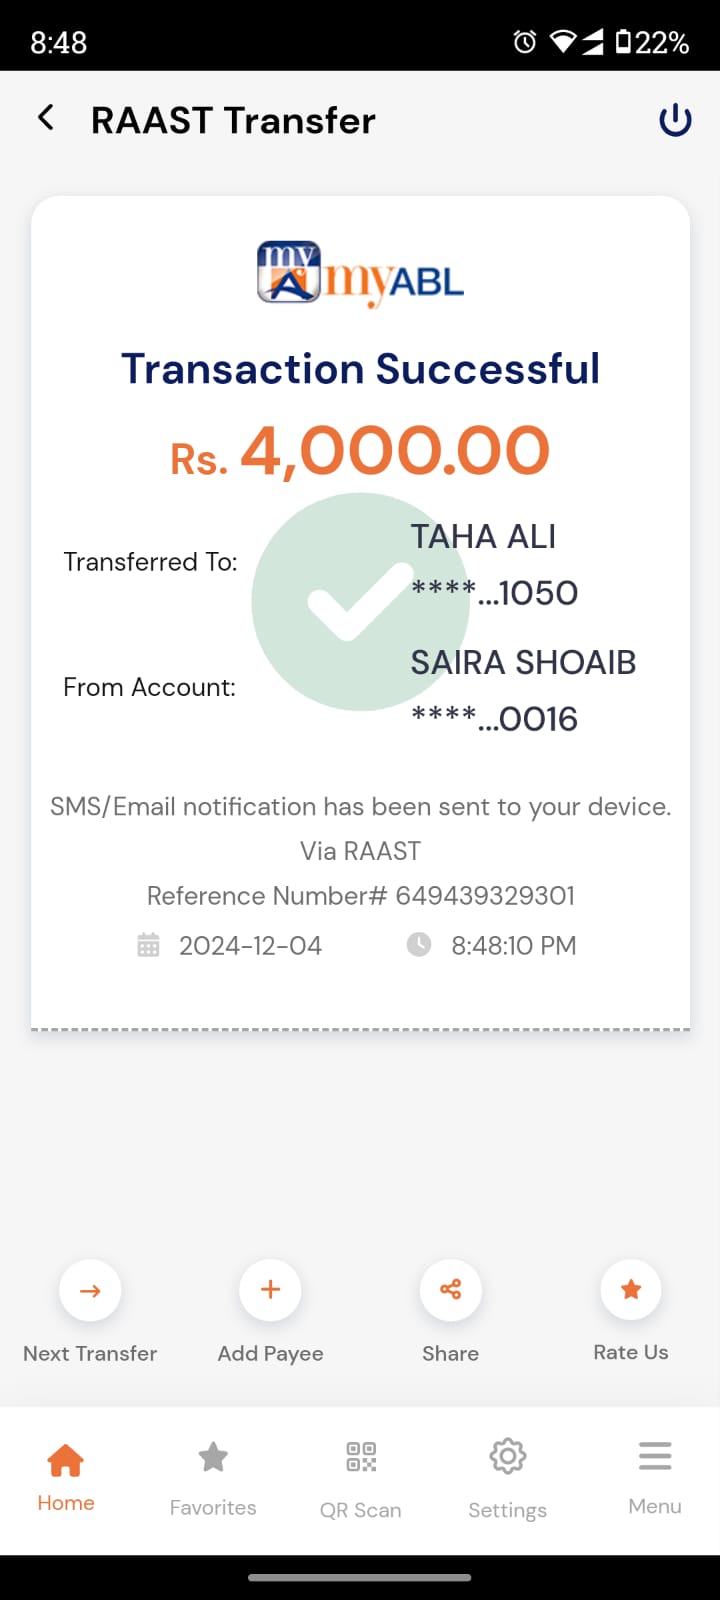 8:48
22%
RAAST Transfer
my
myABL
Transaction Successful
Rs. 4,000.00
Transferred To:
TAHA ALI
****...1050
From Account:
SAIRA SHOAIB
****...0016
SMS/Email notification has been sent to your device.
Via RAAST
Reference Number# 649439329301
2024-12-04
8:48:10 PM
Next Transfer
Add Payee
Share
Rate Us
Home
Favorites
QR Scan
Settings
Menu